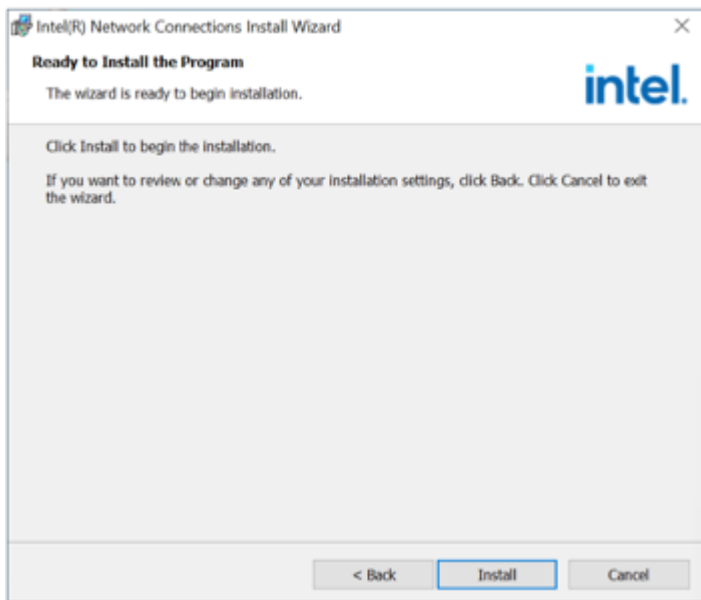 Intel(R) Network Connections Install Wizard
Ready to Install the Program
The wizard is ready to begin installation.
intel.
Click Install to begin the installation.
If you want to review or change any of your installation settings, click Back. Click Cancel to exit
the wizard.
< Back
Install
Cancel